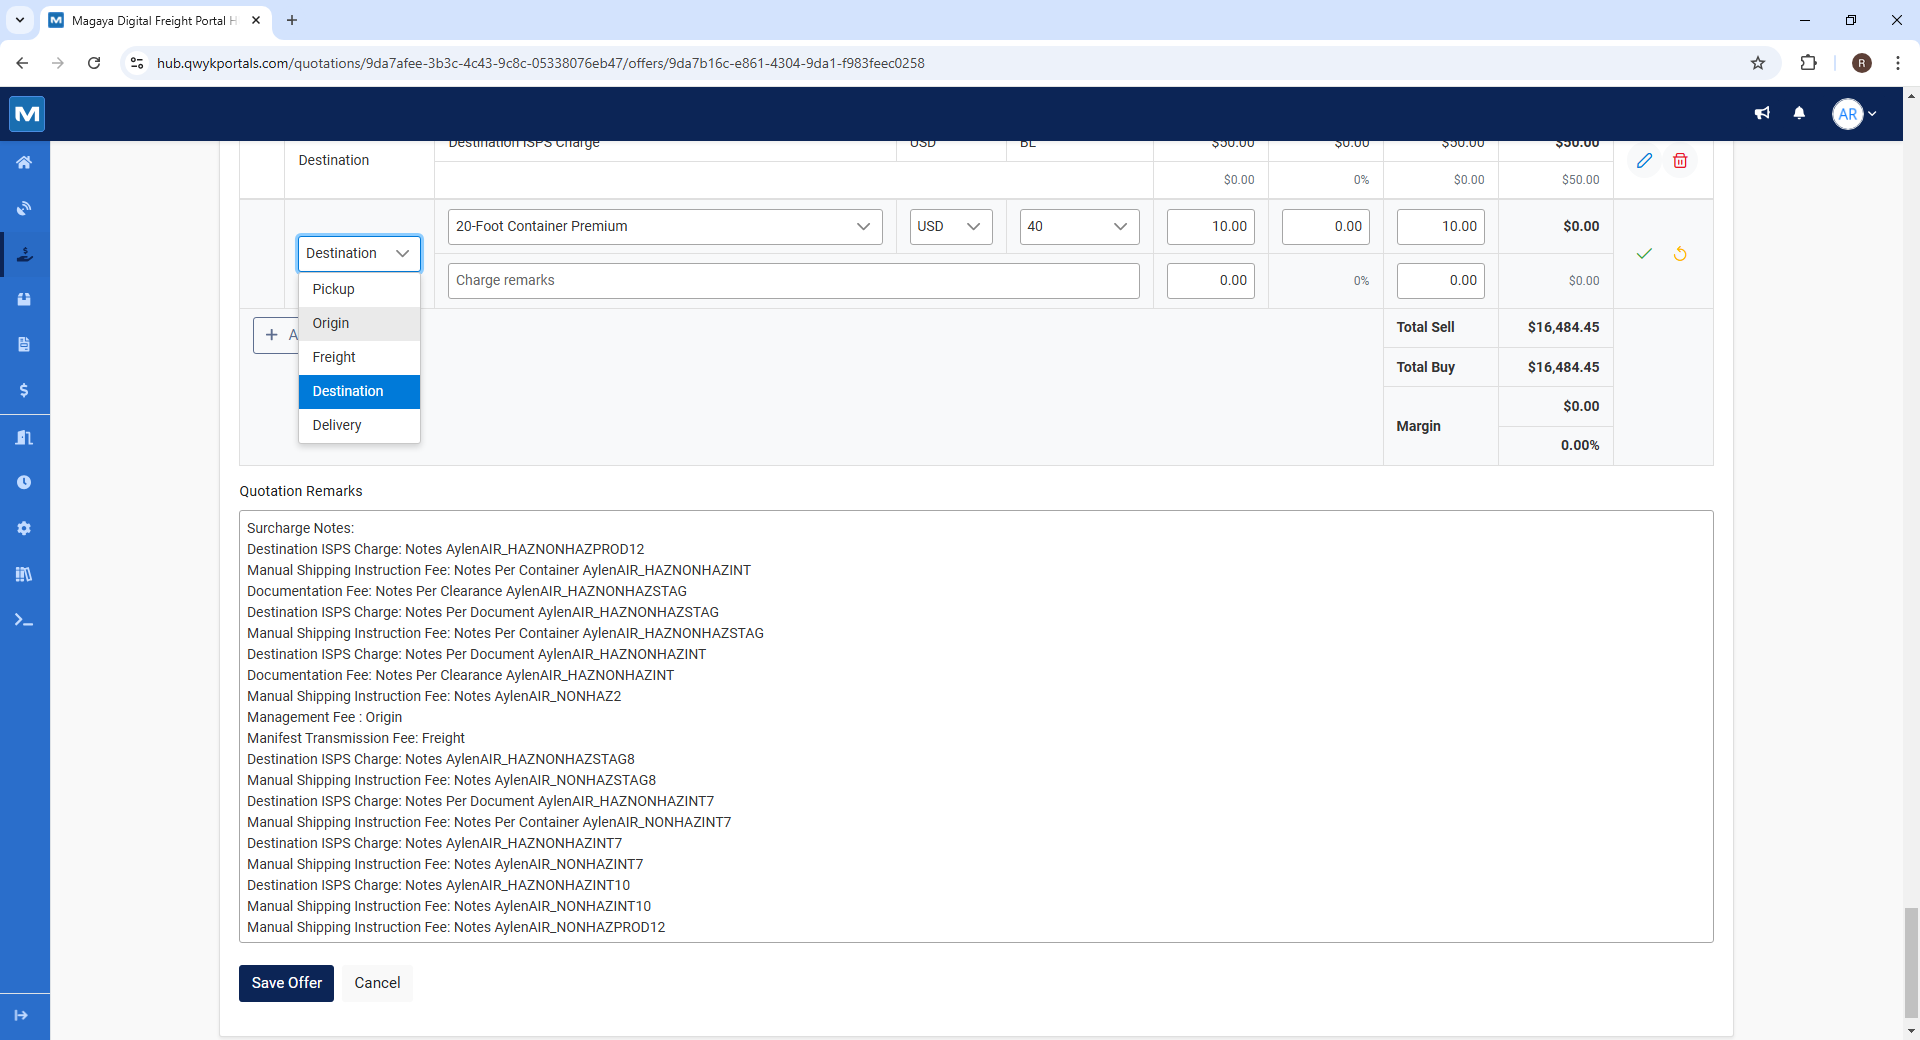 Magaya Digital Freight Portal H
hub.qwykportals.com/quotations/9da7afee-3b3c-4c43-9c8c-05338076eb47/offers/9da7b16c-e861-4304-9da1-f983feec0258
R
M
AR
Destination
Destination ISPS Charge USD BL $50.00 $0.00 $50.00 $50.00
$0.00 0% $0.00 $50.00
20-Foot Container Premium USD 40 10.00 0.00 10.00 $0.00
Destination
Charge remarks 0.00 0% 0.00 $0.00
Pickup
Origin
Freight
Destination
Delivery
+ A
Total Sell $16,484.45
Total Buy $16,484.45
Margin $0.00
0.00%
Quotation Remarks
Surcharge Notes:
Destination ISPS Charge: Notes AylenAIR_HAZNONHAZPROD12
Manual Shipping Instruction Fee: Notes Per Container AylenAIR_HAZNONHAZINT
Documentation Fee: Notes Per Clearance AylenAIR_HAZNONHAZSTAG
Destination ISPS Charge: Notes Per Document AylenAIR_HAZNONHAZSTAG
Manual Shipping Instruction Fee: Notes Per Container AylenAIR_HAZNONHAZSTAG
Destination ISPS Charge: Notes Per Document AylenAIR_HAZNONHAZINT
Documentation Fee: Notes Per Clearance AylenAIR_HAZNONHAZINT
Manual Shipping Instruction Fee: Notes AylenAIR_NONHAZ2
Management Fee : Origin
Manifest Transmission Fee: Freight
Destination ISPS Charge: Notes AylenAIR_HAZNONHAZSTAG8
Manual Shipping Instruction Fee: Notes AylenAIR_NONHAZSTAG8
Destination ISPS Charge: Notes Per Document AylenAIR_HAZNONHAZINT7
Manual Shipping Instruction Fee: Notes Per Container AylenAIR_NONHAZINT7
Destination ISPS Charge: Notes AylenAIR_HAZNONHAZINT7
Manual Shipping Instruction Fee: Notes AylenAIR_NONHAZINT7
Destination ISPS Charge: Notes AylenAIR_HAZNONHAZINT10
Manual Shipping Instruction Fee: Notes AylenAIR_NONHAZINT10
Manual Shipping Instruction Fee: Notes AylenAIR_NONHAZPROD12
Save Offer Cancel